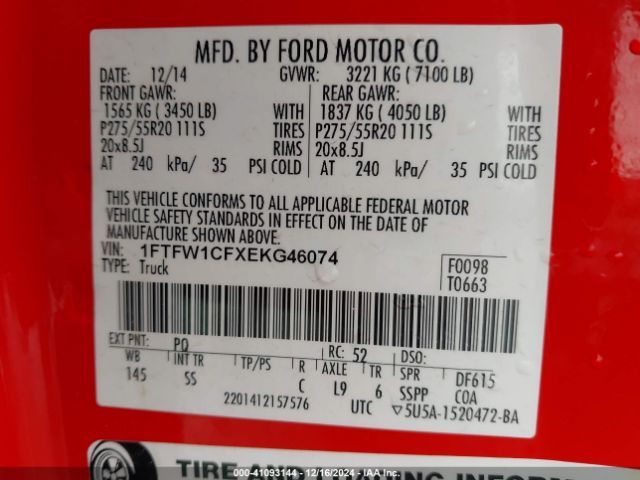 MFD. BY FORD MOTOR CO.
DATE: 12/14 GVWR: 3221 KG ( 7100 LB)
FRONT GAWR: REAR GAWR:
1565 KG ( 3450 LB) WITH 1837 KG ( 4050 LB) WITH
P275/55R20 111S TIRES P275/55R20 111S TIRES
20x8.5J RIMS 20x8.5J RIMS
AT 240 kPa/ 35 PSI COLD AT 240 kPa/ 35 PSI COLD
THIS VEHICLE CONFORMS TO ALL APPLICABLE FEDERAL MOTOR
VEHICLE SAFETY STANDARDS IN EFFECT ON THE DATE OF
MANUFACTURE SHOWN ABOVE.
VIN: 1FTFW1CFXEKG46074 F0098
TYPE: Truck T0663
EXT PNT: PQ RC: 52 DSO:
WB INT TR TP/PS R AXLE TR SPR DF615
145 SS C L9 6 SSPP COA
2201412157576 UTC ▽5U5A-1520472-BA
TIRE AND LOADING INFORM
© IAA - 41093144 - 12/16/2024 - IAAI.COM